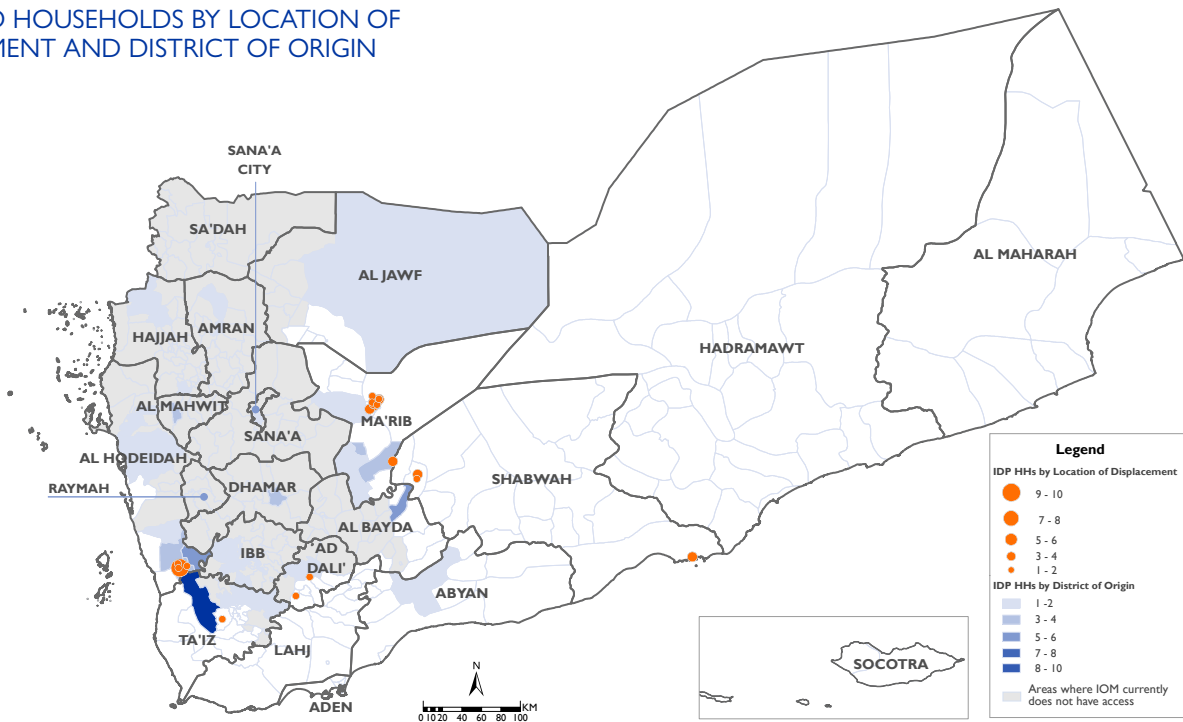 D HOUSEHOLDS BY LOCATION OF
MENT AND DISTRICT OF ORIGIN
SANA'A
CITY
SA'DAH
AL JAWF
AL MAHARAH
HAJJAH
AMRAN
HADRAMAWT
AL MAHWIT
MA'RIB
SANA'A
AL HODEIDAH
SHABWAH
RAYMAH
DHAMAR
AL BAYDA
IBB
'AD
DALI'
ABYAN
TA'IZ
LAHJ
ADEN
SOCOTRA
N
KM
0 10 20 40 60 80 100
Legend
IDP HHs by Location of Displacement
9 - 10
7 - 8
5 - 6
3 - 4
1 - 2
IDP HHs by District of Origin
1 -2
3 - 4
5 - 6
7 - 8
8 - 10
Areas where IOM currently
does not have access